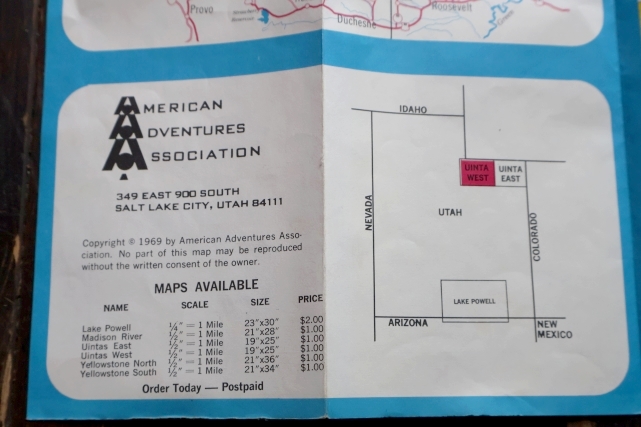 Provo
Duchesne
Roosevelt
Green
AMERICAN
ADVENTURES
ASSOCIATION
349 EAST 900 SOUTH
SALT LAKE CITY, UTAH 84111
Copyright © 1969 by American Adventures Asso-
ciation. No part of this map may be reproduced
without the written consent of the owner.
MAPS AVAILABLE
NAME SCALE SIZE PRICE
Lake Powell ¼" = 1 Mile 23"x30" $2.00
Madison River ½" = 1 Mile 21"x28" $1.00
Uintas East ½" = 1 Mile 19"x25" $1.00
Uintas West ½" = 1 Mile 19"x25" $1.00
Yellowstone North ½" = 1 Mile 21"x36" $1.00
Yellowstone South ½" = 1 Mile 21"x34" $1.00
Order Today — Postpaid
IDAHO
UINTA
WEST
UINTA
EAST
NEVADA
UTAH
COLORADO
LAKE POWELL
ARIZONA
NEW
MEXICO